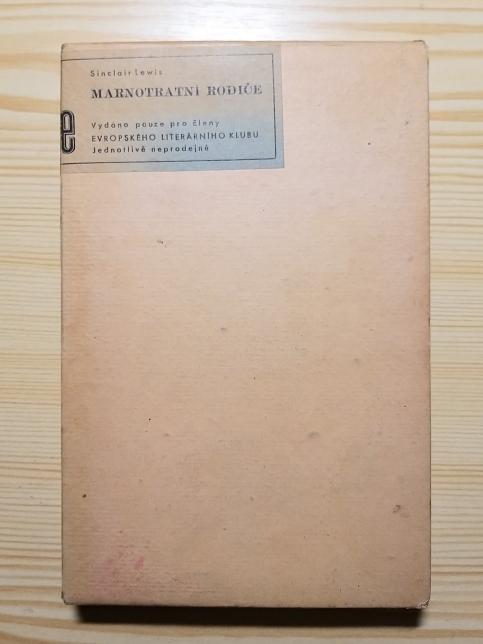 Sinclair Lewis
MARNOTRATNÍ RODIČE
e
Vydáno pouze pro členy
EVROPSKÉHO LITERÁRNÍHO KLUBU
Jednotlivě neprodejné